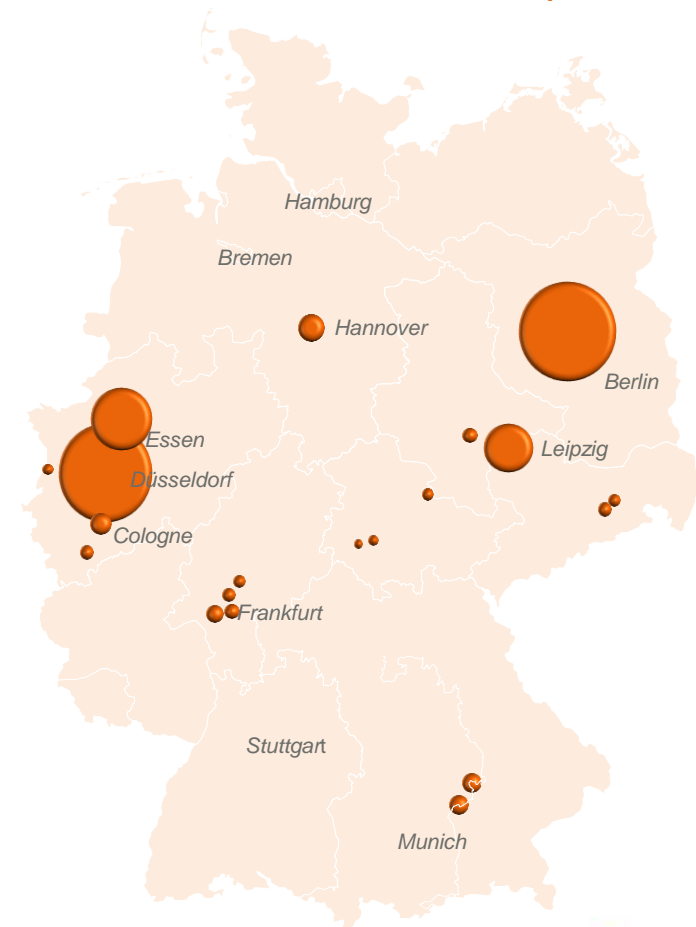 Hamburg
Bremen
Hannover
Berlin
Essen
Leipzig
Düsseldorf
Cologne
Frankfurt
Stuttgart
Munich